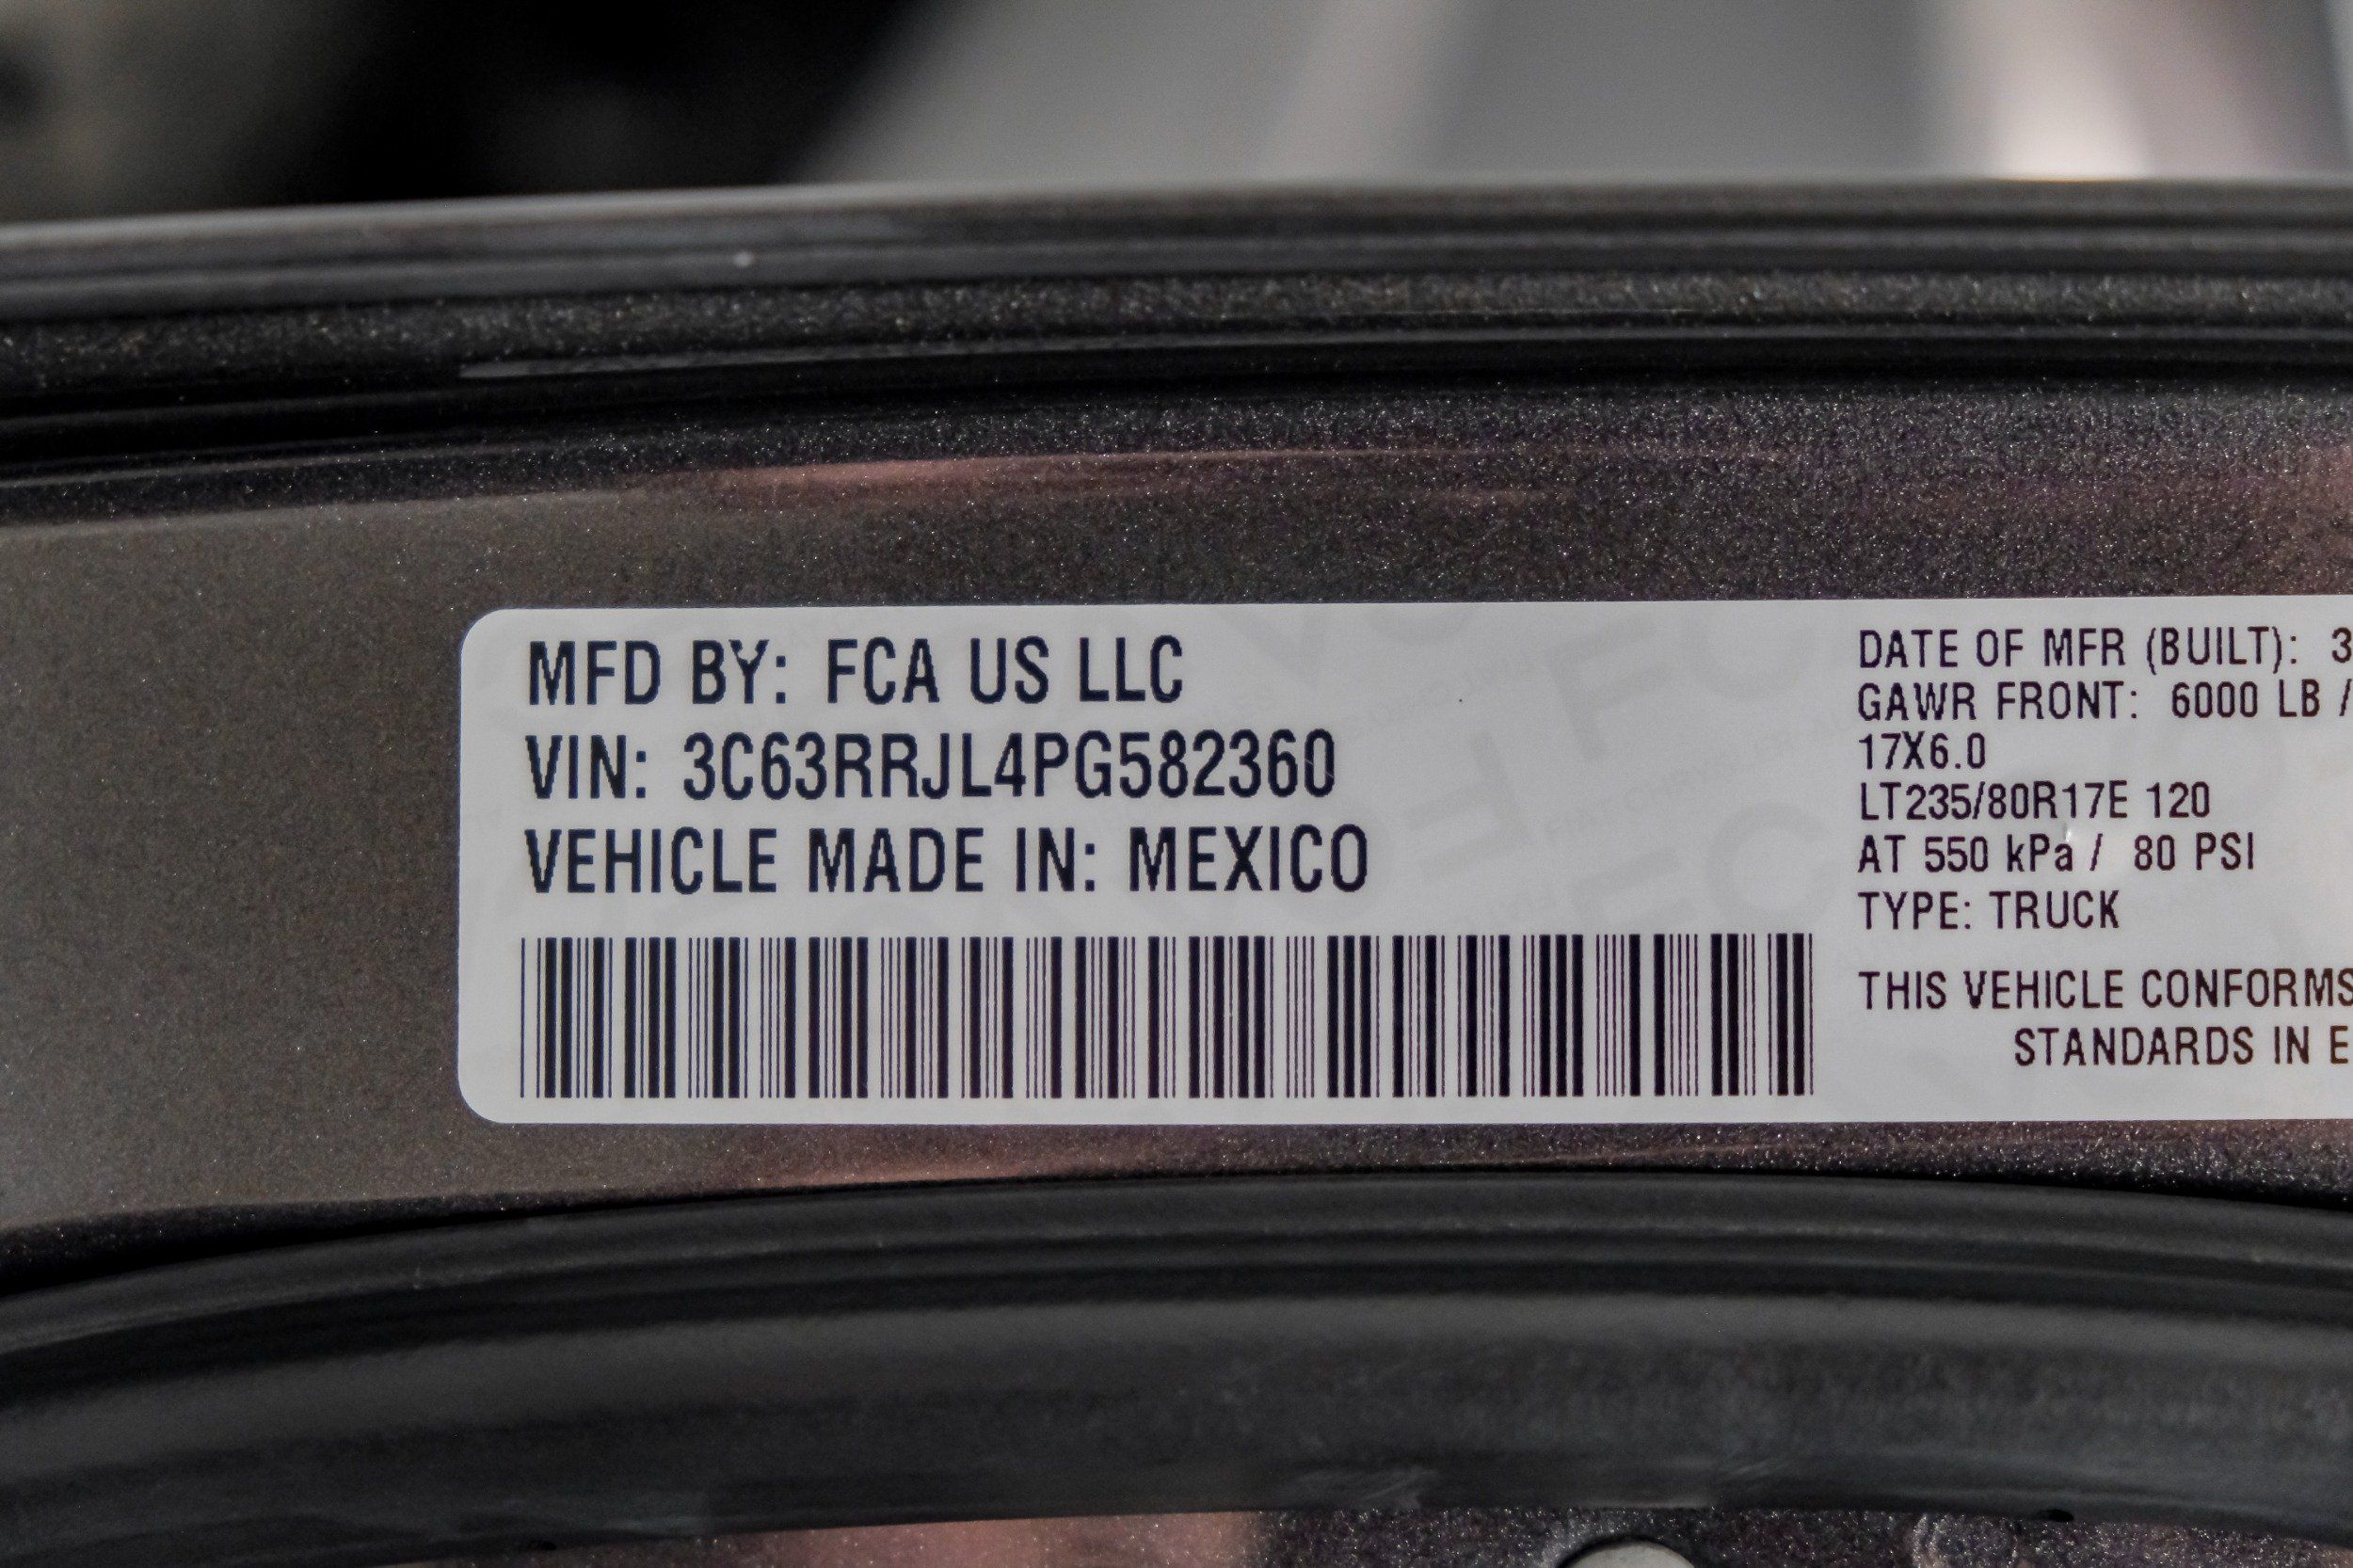 MFD BY: FCA US LLC
VIN: 3C63RRJL4PG582360
VEHICLE MADE IN: MEXICO
DATE OF MFR (BUILT): 3
GAWR FRONT: 6000 LB /
17X6.0
LT235/80R17E 120
AT 550 kPa / 80 PSI
TYPE: TRUCK
THIS VEHICLE CONFORMS
STANDARDS IN E